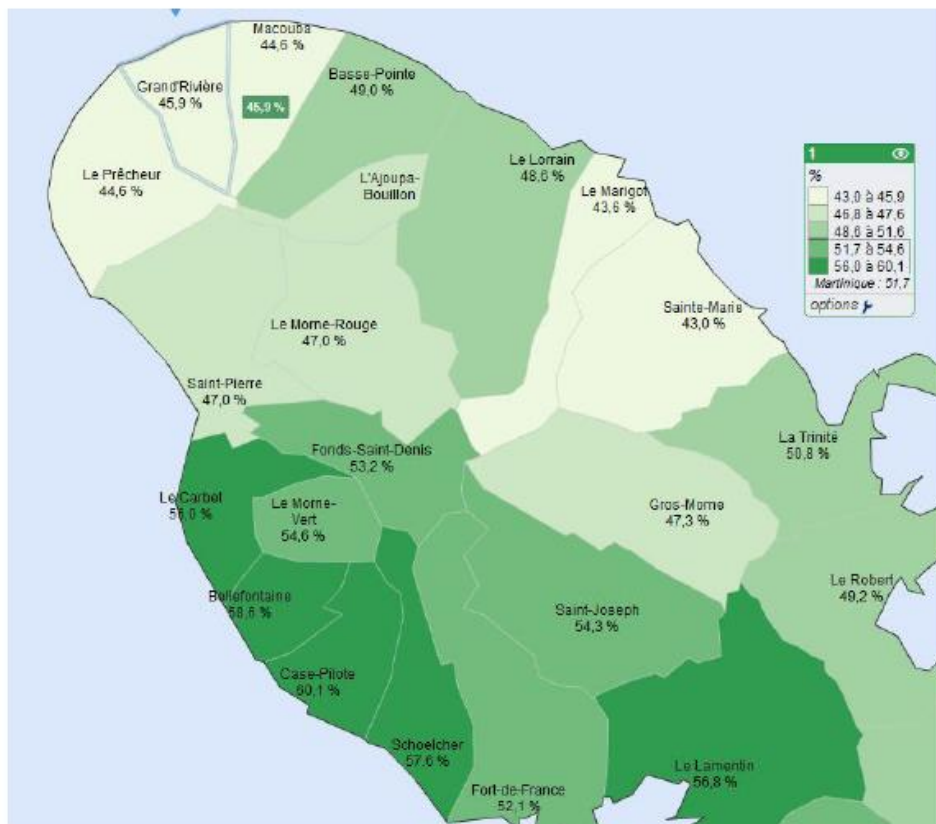 Macouba
44,6 %
Grand'Rivière
45,9 %
45,9 %
Basse-Pointe
49,0 %
Le Prêcheur
44,6 %
L'Ajoupa-
Bouillon
Le Lorrain
48,6 %
Le Marigot
43,6 %
1
%
43,0 à 45,9
46,8 à 47,6
48,6 à 51,6
51,7 à 54,6
56,0 à 60,1
Martinique : 51,7
options
Sainte-Marie
43,0 %
Le Morne-Rouge
47,0 %
Saint-Pierre
47,0 %
Fonds-Saint-Denis
53,2 %
La Trinité
50,8 %
Le Carbet
56,0 %
Le Morne-
Vert
54,6 %
Gros-Morne
47,3 %
Bellefontaine
58,6 %
Le Robert
49,2 %
Saint-Joseph
54,3 %
Case-Pilote
60,1 %
Schoelcher
57,6 %
Le Lamentin
56,8 %
Fort-de-France
52,1 %